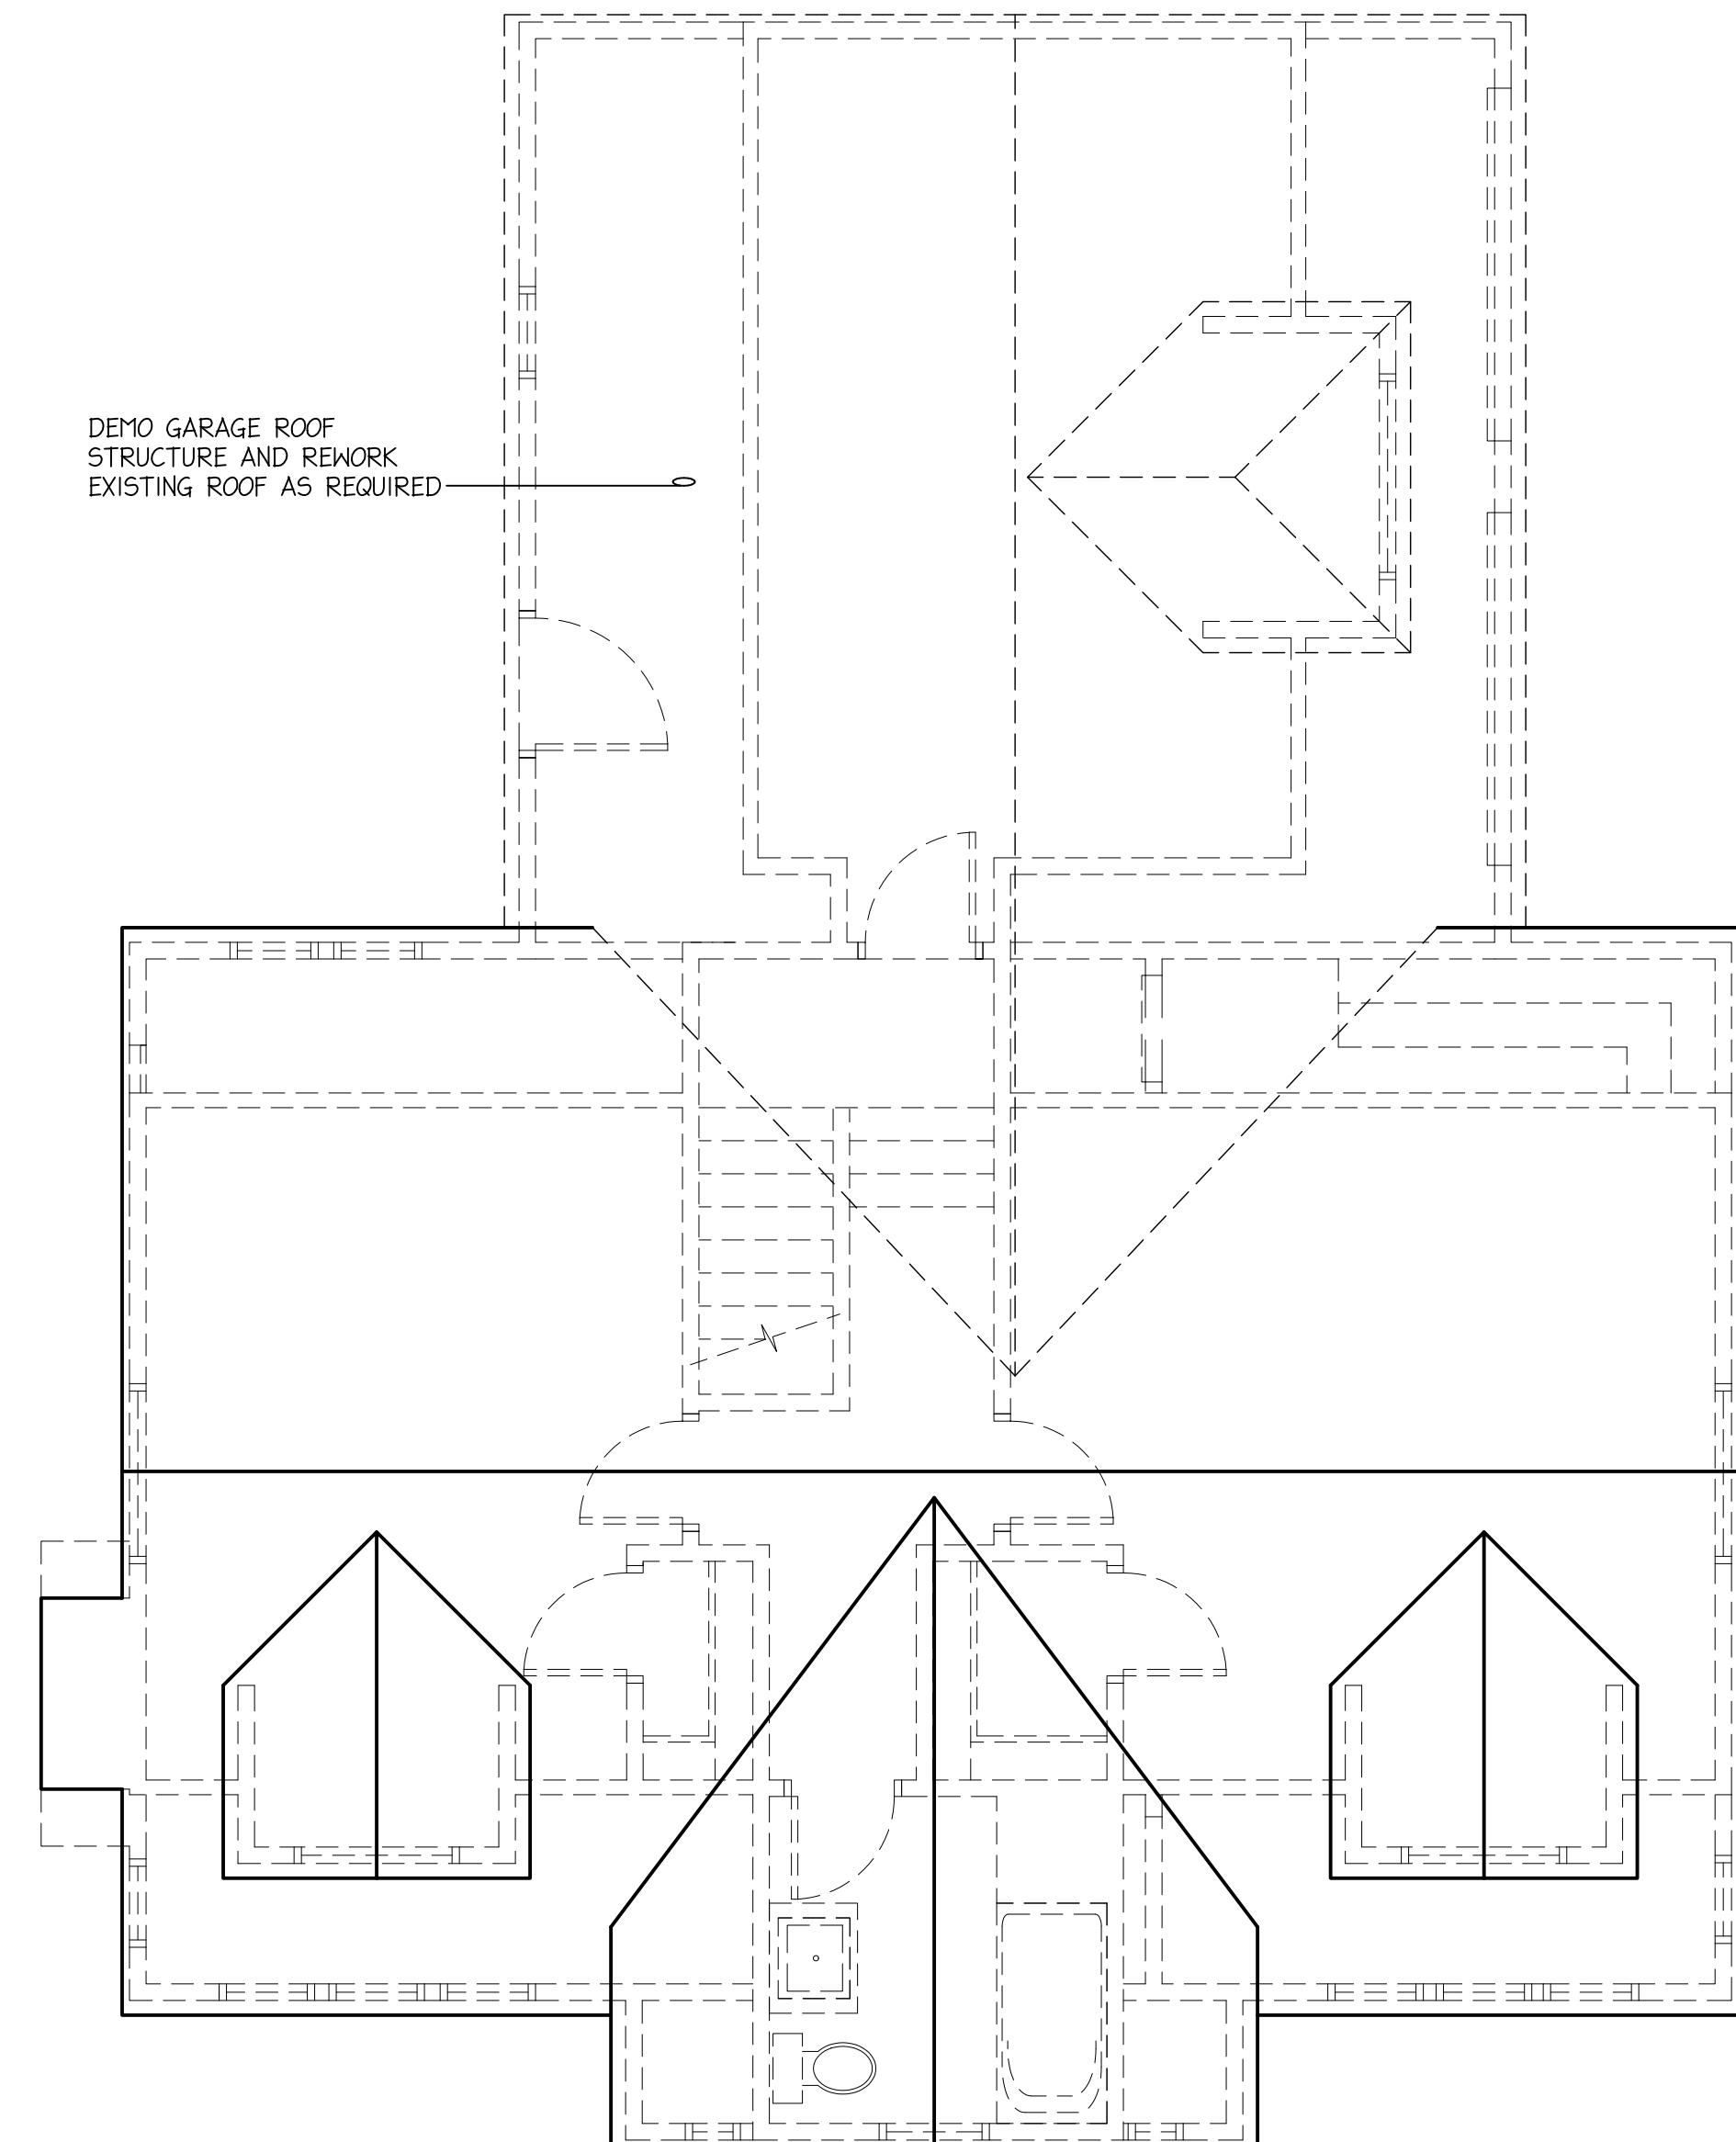 DEMO GARAGE ROOF
STRUCTURE AND REWORK
EXISTING ROOF AS REQUIRED